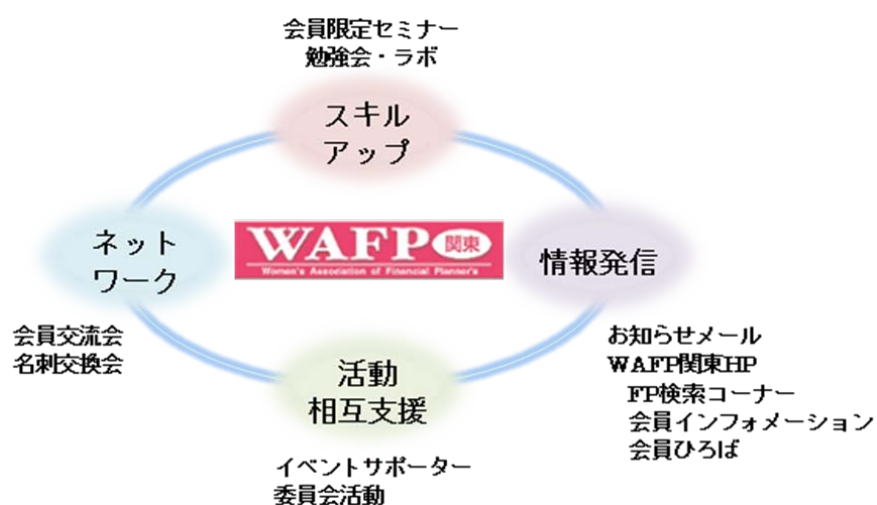 会員限定セミナー
勉強会・ラボ
スキル
アップ
ネット
ワーク
WAFP関東
Women's Association of Financial Planner's
情報発信
会員交流会
名刺交換会
お知らせメール
WAFP関東HP
FP検索コーナー
会員インフォメーション
会員ひろば
活動
相互支援
イベントサポーター
委員会活動